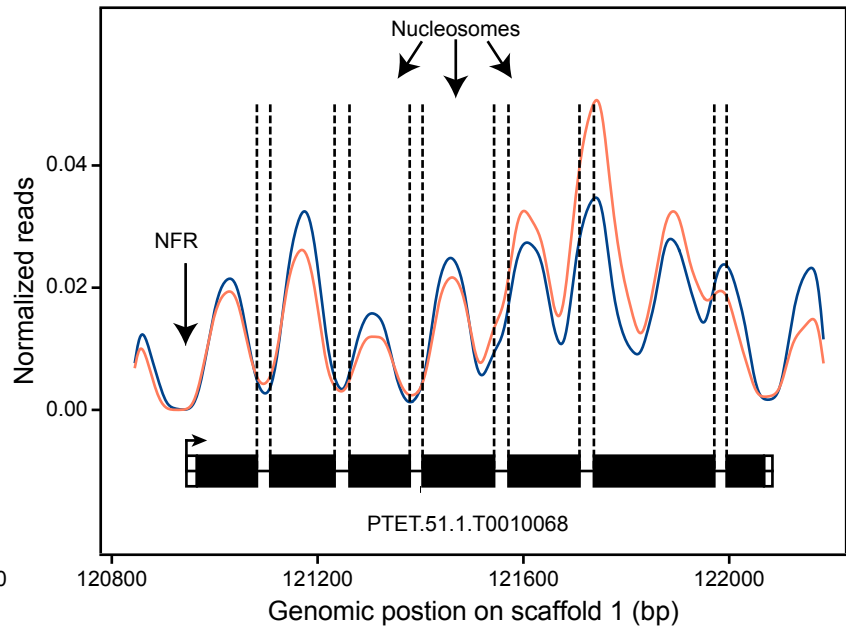 Nucleosomes
NFR
Normalized reads
0.04
0.02
0.00
PTET.51.1.T0010068
0
120800
121200
121600
122000
Genomic postion on scaffold 1 (bp)